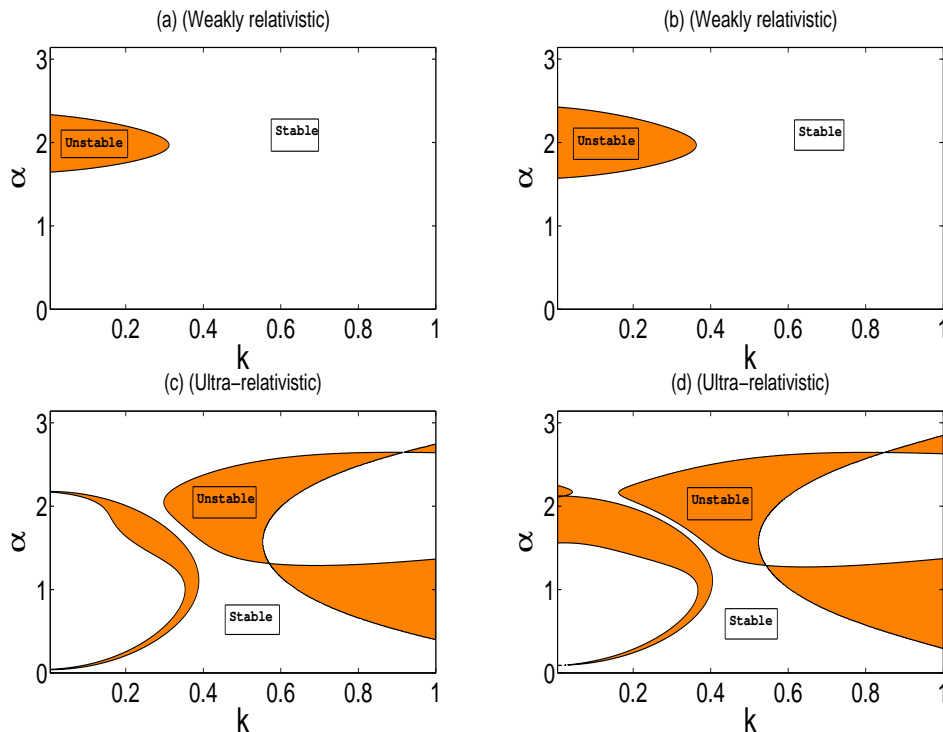 (a) (Weakly relativistic)
3
2
1
0
α
Unstable
Stable
0.2 0.4 0.6 0.8 1
k
(b) (Weakly relativistic)
3
2
1
0
α
Unstable
Stable
0.2 0.4 0.6 0.8 1
k
(c) (Ultra−relativistic)
3
2
1
0
α
Unstable
Stable
0.2 0.4 0.6 0.8 1
k
(d) (Ultra−relativistic)
3
2
1
0
α
Unstable
Stable
0.2 0.4 0.6 0.8 1
k